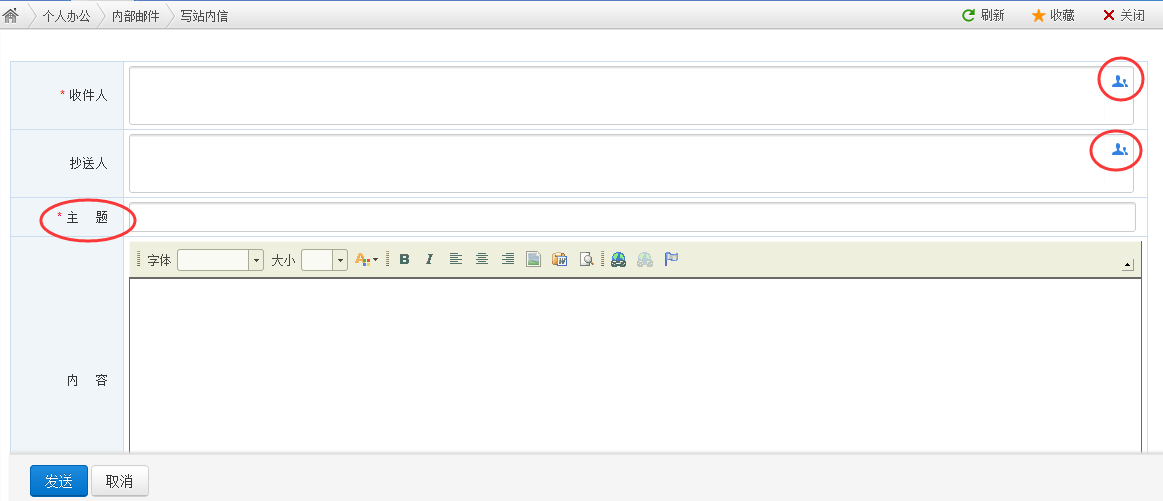 个人办公 内部邮件 写站内信 刷新 收藏 关闭
* 收件人
抄送人
* 主 题
字体 大小 A B I W
内 容
发送 取消